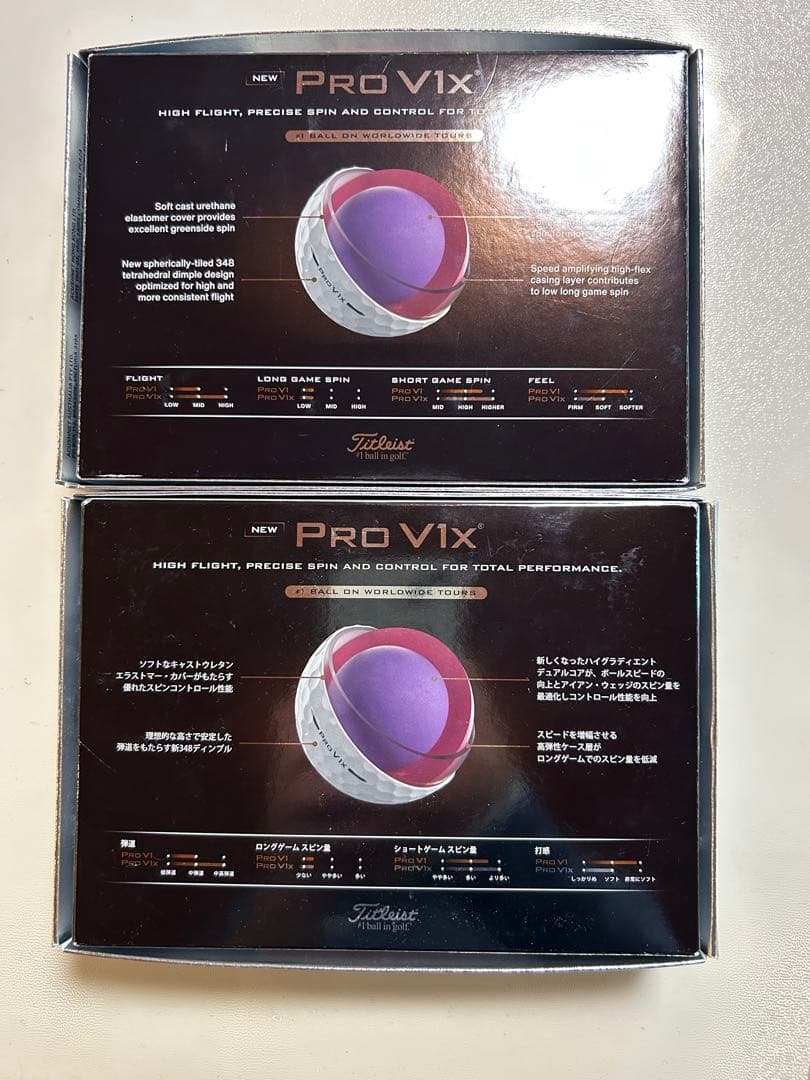 NEW PRO V1x®
HIGH FLIGHT, PRECISE SPIN AND CONTROL FOR
#1 BALL ON WORLDWIDE TOURS
Soft cast urethane
elastomer cover provides
excellent greenside spin
New spherically-tiled 348
tetrahedral dimple design
optimized for high and
more consistent flight
Speed amplifying high-flex
casing layer contributes
to low long game spin
PRO V1x
FLIGHT
PRO V1
PRO V1x
LOW MID HIGH
LONG GAME SPIN
PRO V1
PRO V1x
LOW MID HIGH
SHORT GAME SPIN
PRO V1
PRO V1x
MID HIGH HIGHER
FEEL
PRO V1
PRO V1x
FIRM SOFT SOFTER
Titleist
#1 ball in golf.
NEW PRO V1x®
HIGH FLIGHT, PRECISE SPIN AND CONTROL FOR TOTAL PERFORMANCE.
#1 BALL ON WORLDWIDE TOURS
ソフトなキャストウレタン
エラストマー・カバーがもたらす
優れたスピンコントロール性能
理想的な高さで安定した
弾道をもたらす新348ディンプル
新しくなったハイグラディエント
デュアルコアが、ボールスピードの
向上とアイアン・ウェッジのスピン量を
最適化しコントロール性能を向上
スピードを増幅させる
高弾性ケース層が
ロングゲームでのスピン量を低減
PRO V1x
弾道
PRO V1
PRO V1x
低弾道 中弾道 中高弾道
ロングゲーム スピン量
PRO V1
PRO V1x
少ない やや多い 多い
ショートゲーム スピン量
PRO V1
PRO V1x
やや多い 多い より多い
打感
PRO V1
PRO V1x
しっかりめ ソフト 非常にソフト
Titleist
#1 ball in golf.